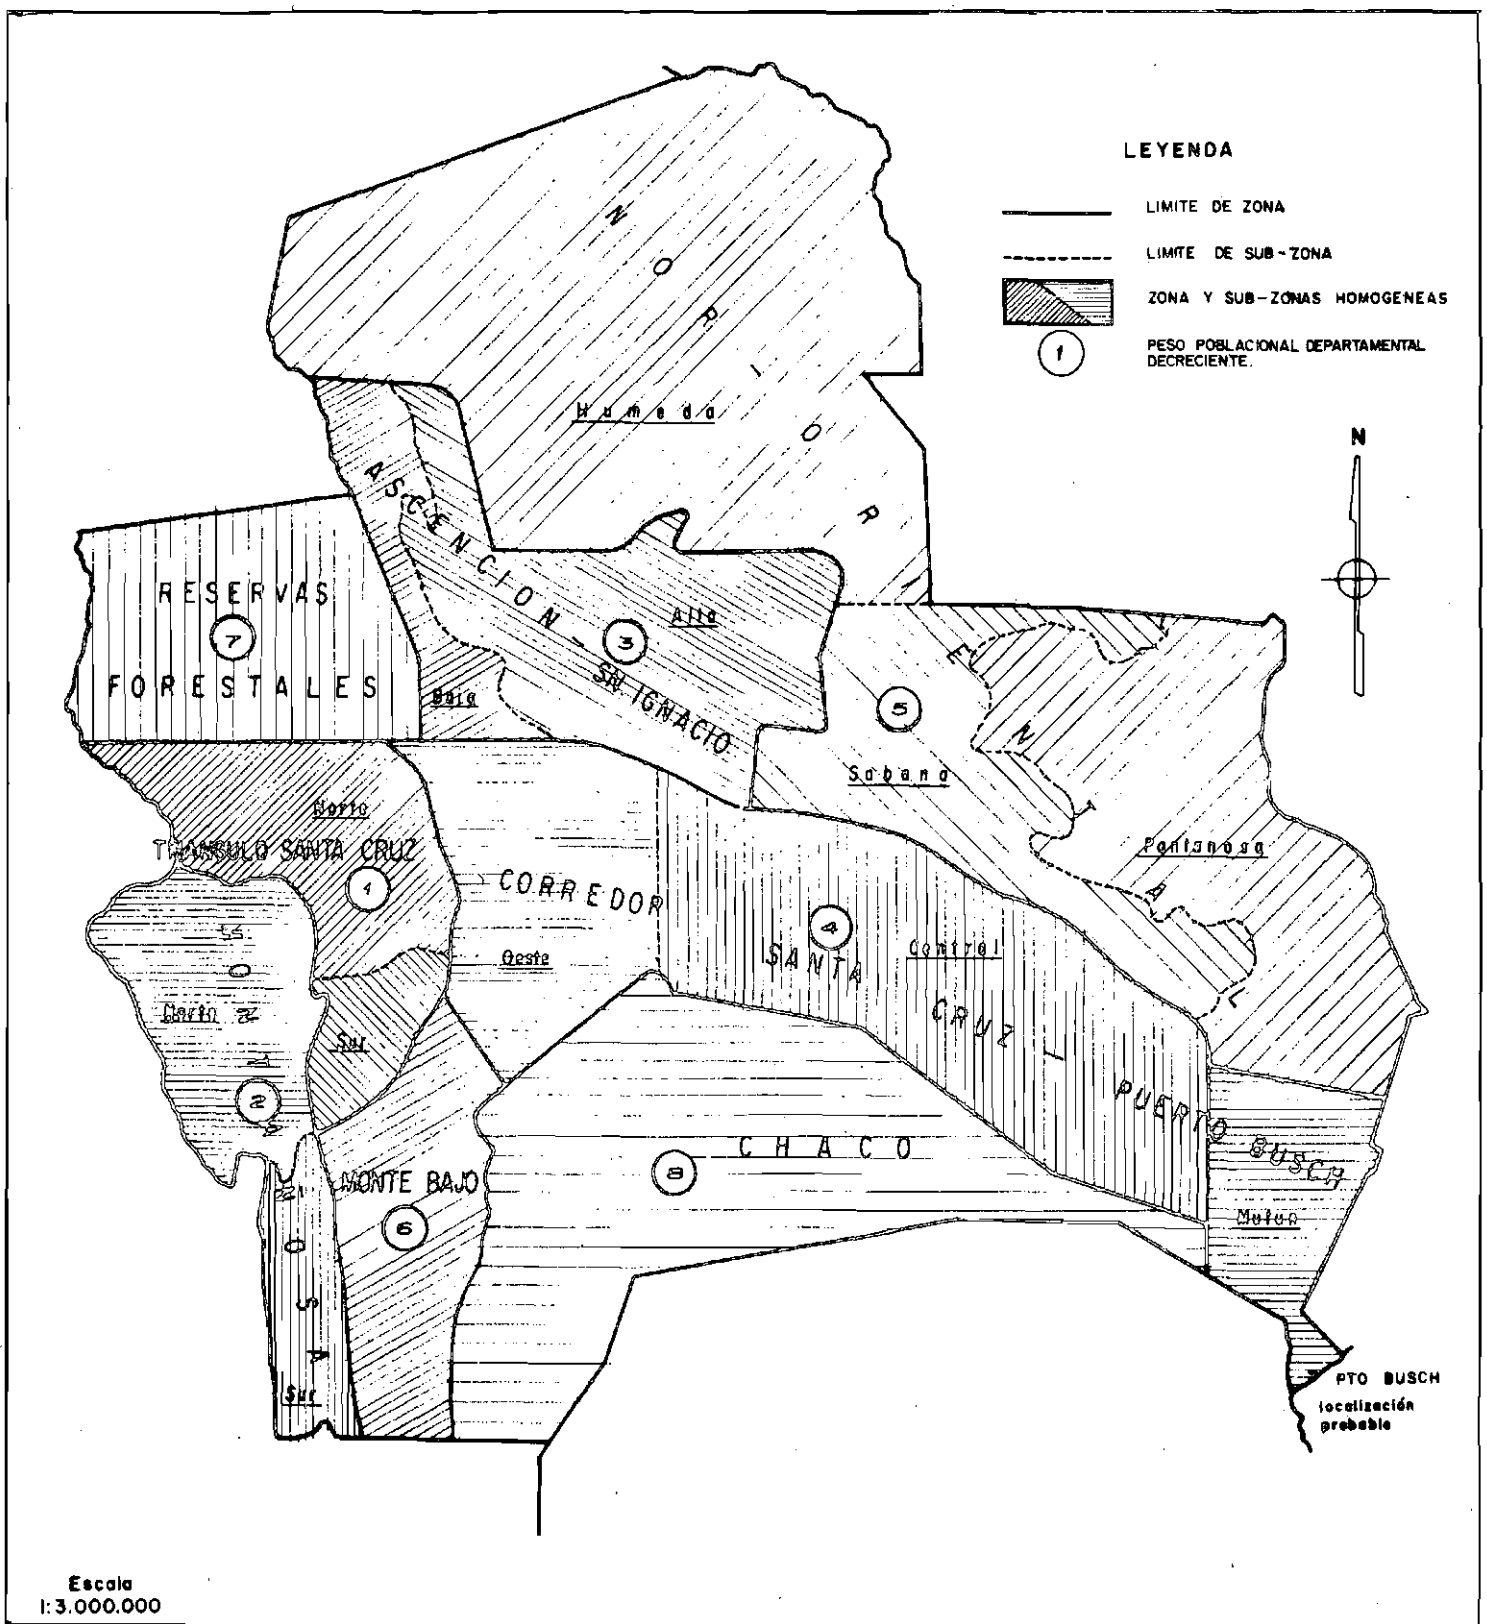 LEYENDA
LIMITE DE ZONA
LIMITE DE SUB-ZONA
ZONA Y SUB-ZONAS HOMOGENEAS
1
PESO POBLACIONAL DEPARTAMENTAL
DECRECIENTE.
N
NORIORIENTAL
Humeda
ASCENCION - SN IGNACIO
3
Alta
Baja
RESERVAS
7
FORESTALES
5
Sabana
Pantanosa
Norte
TRIANGULO SANTA CRUZ
1
Sur
CORREDOR
Oeste
4
SANTA
Central
CRUZ
PUERTO BUSCH
Mutun
2
Sur
MONTE BAJO
6
CHACO
8
PTO BUSCH
localización
probable
Escala
1:3.000.000